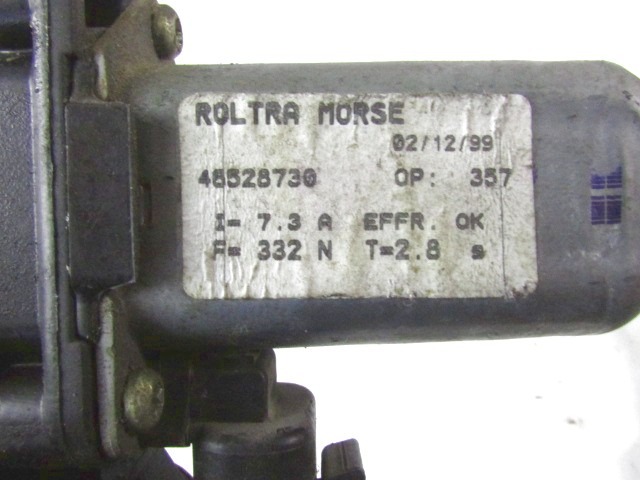 ROLTRA MORSE
02/12/99
46528730 OP: 357
I= 7.3 A EFFR. OK
F= 332 N T=2.8 s